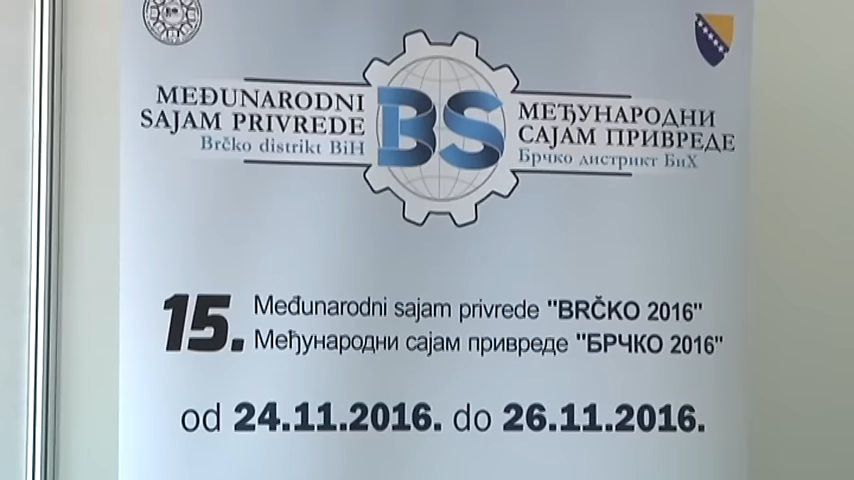 MEĐUNARODNI
SAJAM PRIVREDE
Brčko distrikt BiH
BS
МЕЂУНАРОДНИ
САЈАМ ПРИВРЕДЕ
Брчко дистрикт БиХ
15. Međunarodni sajam privrede "BRČKO 2016"
Међународни сајам привреде "БРЧКО 2016"
od 24.11.2016. do 26.11.2016.